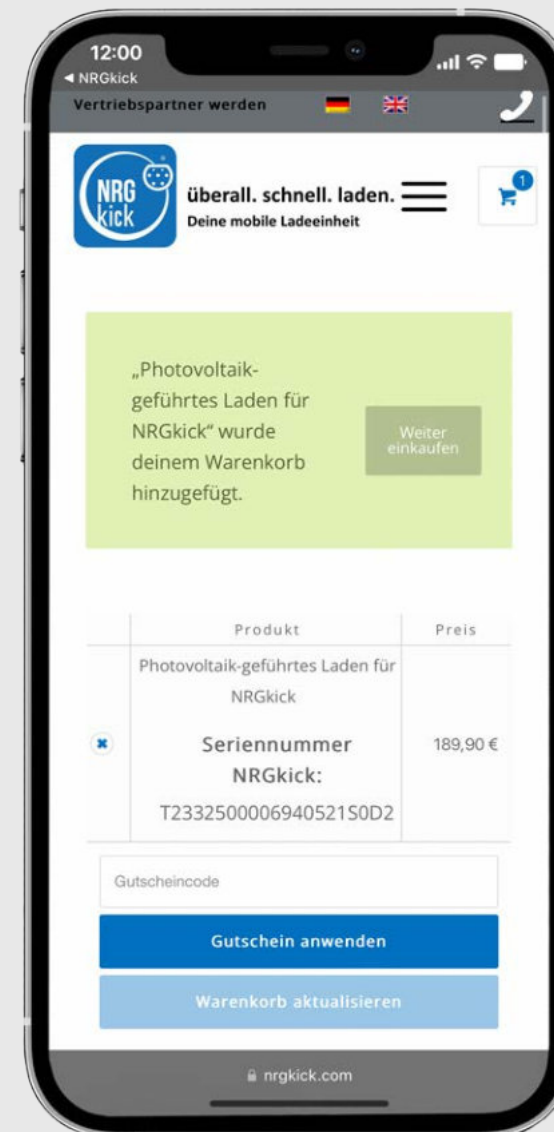 12:00
◀ NRGkick
Vertriebspartner werden
NRG
kick
überall. schnell. laden.
Deine mobile Ladeeinheit
1
„Photovoltaik-
geführtes Laden für
NRGkick“ wurde
deinem Warenkorb
hinzugefügt.
Weiter
einkaufen
Produkt
Preis
Photovoltaik-geführtes Laden für
NRGkick
Seriennummer
NRGkick:
T2332500006940521S0D2
189,90 €
Gutscheincode
Gutschein anwenden
Warenkorb aktualisieren
nrgkick.com